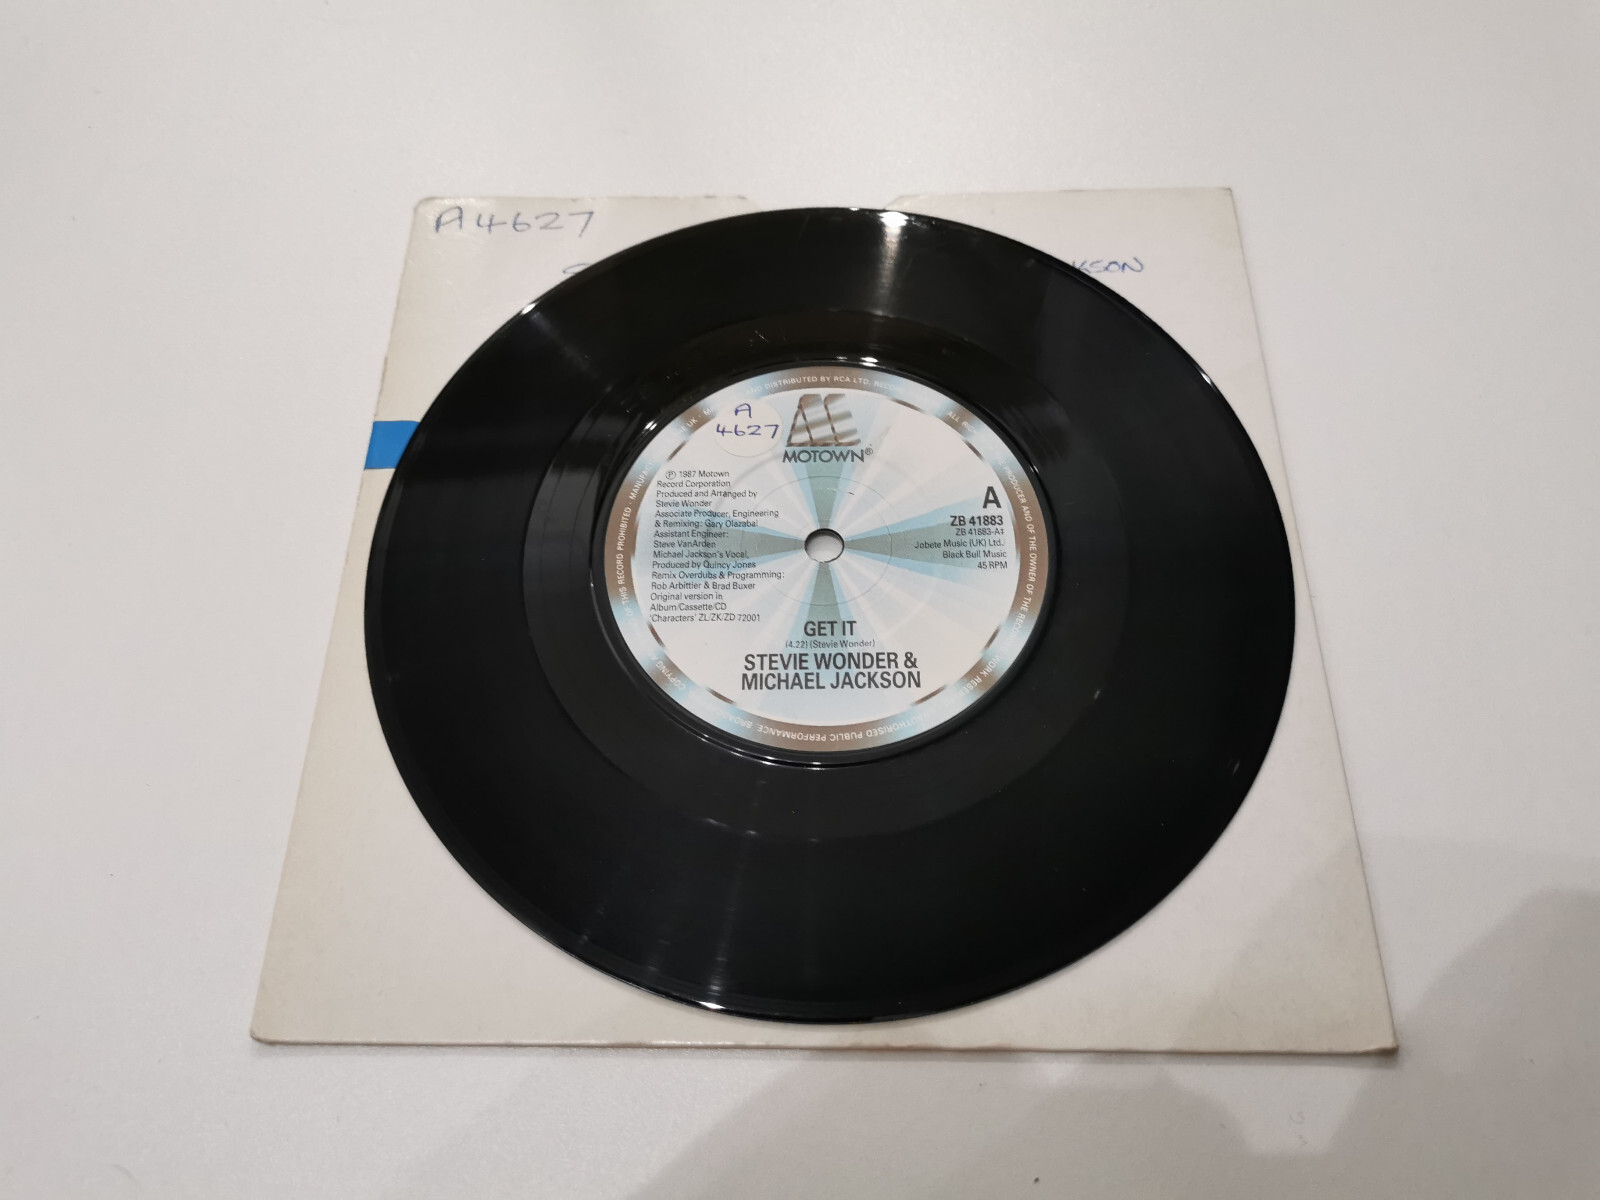 A4627
KSON
A
4627
MOTOWN®
℗ 1987 Motown
Record Corporation
Produced and Arranged by
Stevie Wonder
Associate Producer, Engineering
& Remixing: Gary Olazabal
Assistant Engineer:
Steve VanArden
Michael Jackson's Vocal,
Produced by Quincy Jones
Remix Overdubs & Programming:
Rob Arbittier & Brad Buxer
Original version in
Album/Cassette/CD
'Characters' ZL/ZK/ZD 72001
A
ZB 41883
ZB 41883-A‡
Jobete Music (UK) Ltd./
Black Bull Music
45 RPM
GET IT
(4.22) (Stevie Wonder)
STEVIE WONDER &
MICHAEL JACKSON
DISTRIBUTED BY RCA LTD. RECORD
PRODUCER AND OF THE OWNER OF THE
WORK
PUBLIC PERFORMANCE,
COPYING
THIS RECORD PROHIBITED